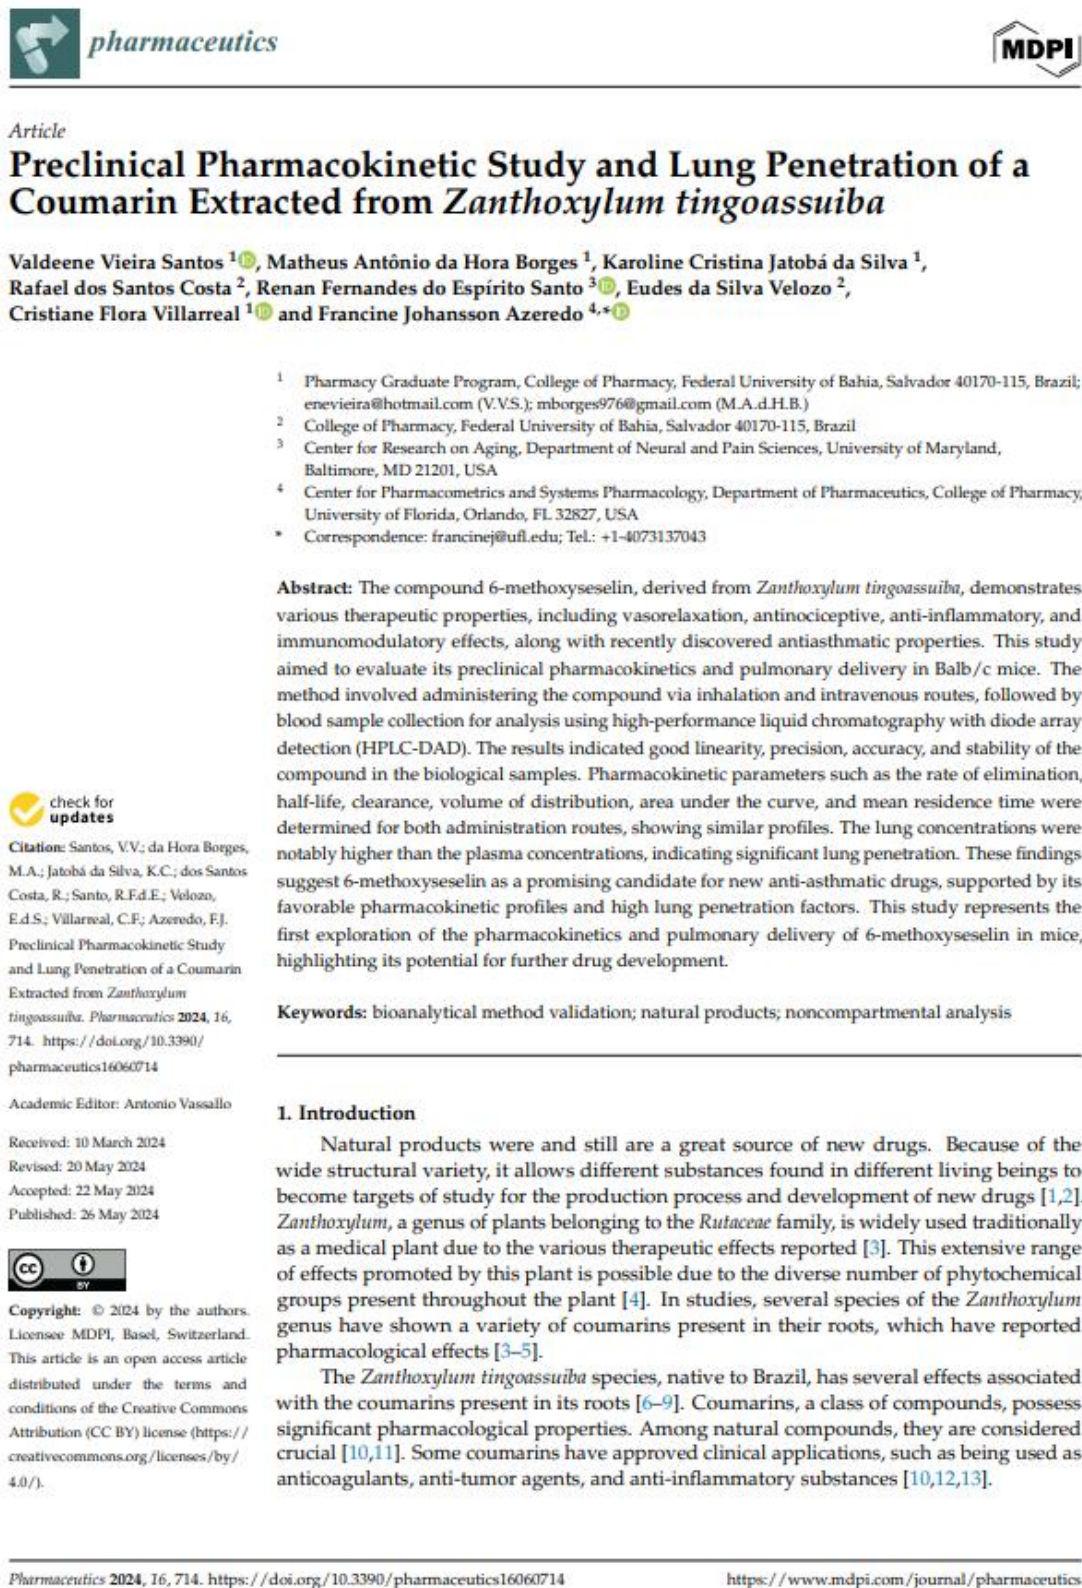 pharmaceutics
MDPI
Article
Preclinical Pharmacokinetic Study and Lung Penetration of a
Coumarin Extracted from Zanthoxylum tingoassuiba
Valdeene Vieira Santos 1, Matheus Antônio da Hora Borges 1, Karoline Cristina Jatobá da Silva 1,
Rafael dos Santos Costa 2, Renan Fernandes do Espírito Santo 3, Eudes da Silva Velozo 2,
Cristiane Flora Villarreal 1 and Francine Johansson Azeredo 4,*
1 Pharmacy Graduate Program, College of Pharmacy, Federal University of Bahia, Salvador 40170-115, Brazil;
enevieira@hotmail.com (V.V.S.); mborges976@gmail.com (M.A.d.H.B.)
2 College of Pharmacy, Federal University of Bahia, Salvador 40170-115, Brazil
3 Center for Research on Aging, Department of Neural and Pain Sciences, University of Maryland,
Baltimore, MD 21201, USA
4 Center for Pharmacometrics and Systems Pharmacology, Department of Pharmaceutics, College of Pharmacy,
University of Florida, Orlando, FL 32827, USA
* Correspondence: francinej@ufl.edu; Tel.: +1-4073137043
Abstract: The compound 6-methoxyseselin, derived from Zanthoxylum tingoassuiba, demonstrates
various therapeutic properties, including vasorelaxation, antinociceptive, anti-inflammatory, and
immunomodulatory effects, along with recently discovered antiasthmatic properties. This study
aimed to evaluate its preclinical pharmacokinetics and pulmonary delivery in Balb/c mice. The
method involved administering the compound via inhalation and intravenous routes, followed by
blood sample collection for analysis using high-performance liquid chromatography with diode array
detection (HPLC-DAD). The results indicated good linearity, precision, accuracy, and stability of the
compound in the biological samples. Pharmacokinetic parameters such as the rate of elimination,
half-life, clearance, volume of distribution, area under the curve, and mean residence time were
determined for both administration routes, showing similar profiles. The lung concentrations were
notably higher than the plasma concentrations, indicating significant lung penetration. These findings
suggest 6-methoxyseselin as a promising candidate for new anti-asthmatic drugs, supported by its
favorable pharmacokinetic profiles and high lung penetration factors. This study represents the
first exploration of the pharmacokinetics and pulmonary delivery of 6-methoxyseselin in mice,
highlighting its potential for further drug development.
Keywords: bioanalytical method validation; natural products; noncompartmental analysis
check for
updates
Citation: Santos, V.V.; da Hora Borges,
M.A.; Jatobá da Silva, K.C.; dos Santos
Costa, R.; Santo, R.F.d.E.; Velozo,
E.d.S.; Villarreal, C.F.; Azeredo, F.J.
Preclinical Pharmacokinetic Study
and Lung Penetration of a Coumarin
Extracted from Zanthoxylum
tingoassuiba. Pharmaceutics 2024, 16,
714. https://doi.org/10.3390/
pharmaceutics16060714
Academic Editor: Antonio Vassallo
Received: 10 March 2024
Revised: 20 May 2024
Accepted: 22 May 2024
Published: 26 May 2024
cc BY
Copyright: © 2024 by the authors.
Licensee MDPI, Basel, Switzerland.
This article is an open access article
distributed under the terms and
conditions of the Creative Commons
Attribution (CC BY) license (https://
creativecommons.org/licenses/by/
4.0/).
1. Introduction
Natural products were and still are a great source of new drugs. Because of the
wide structural variety, it allows different substances found in different living beings to
become targets of study for the production process and development of new drugs [1,2].
Zanthoxylum, a genus of plants belonging to the Rutaceae family, is widely used traditionally
as a medical plant due to the various therapeutic effects reported [3]. This extensive range
of effects promoted by this plant is possible due to the diverse number of phytochemical
groups present throughout the plant [4]. In studies, several species of the Zanthoxylum
genus have shown a variety of coumarins present in their roots, which have reported
pharmacological effects [3–5].
The Zanthoxylum tingoassuiba species, native to Brazil, has several effects associated
with the coumarins present in its roots [6–9]. Coumarins, a class of compounds, possess
significant pharmacological properties. Among natural compounds, they are considered
crucial [10,11]. Some coumarins have approved clinical applications, such as being used as
anticoagulants, anti-tumor agents, and anti-inflammatory substances [10,12,13].
Pharmaceutics 2024, 16, 714. https://doi.org/10.3390/pharmaceutics16060714
https://www.mdpi.com/journal/pharmaceutics